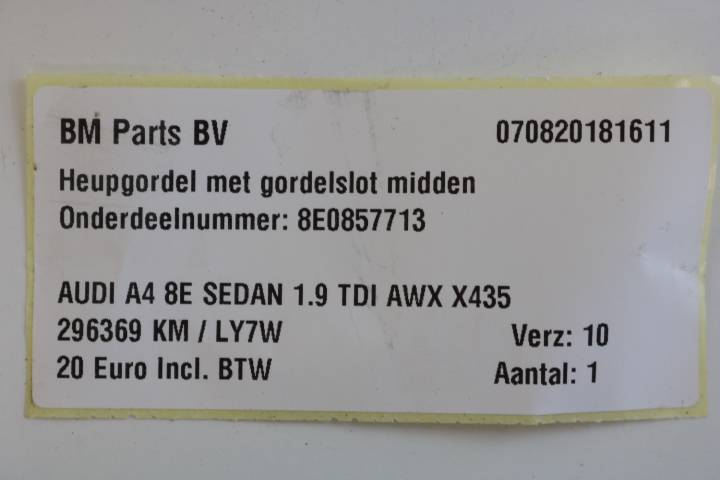 BM Parts BV 070820181611
Heupgordel met gordelslot midden
Onderdeelnummer: 8E0857713
AUDI A4 8E SEDAN 1.9 TDI AWX X435
296369 KM / LY7W Verz: 10
20 Euro Incl. BTW Aantal: 1